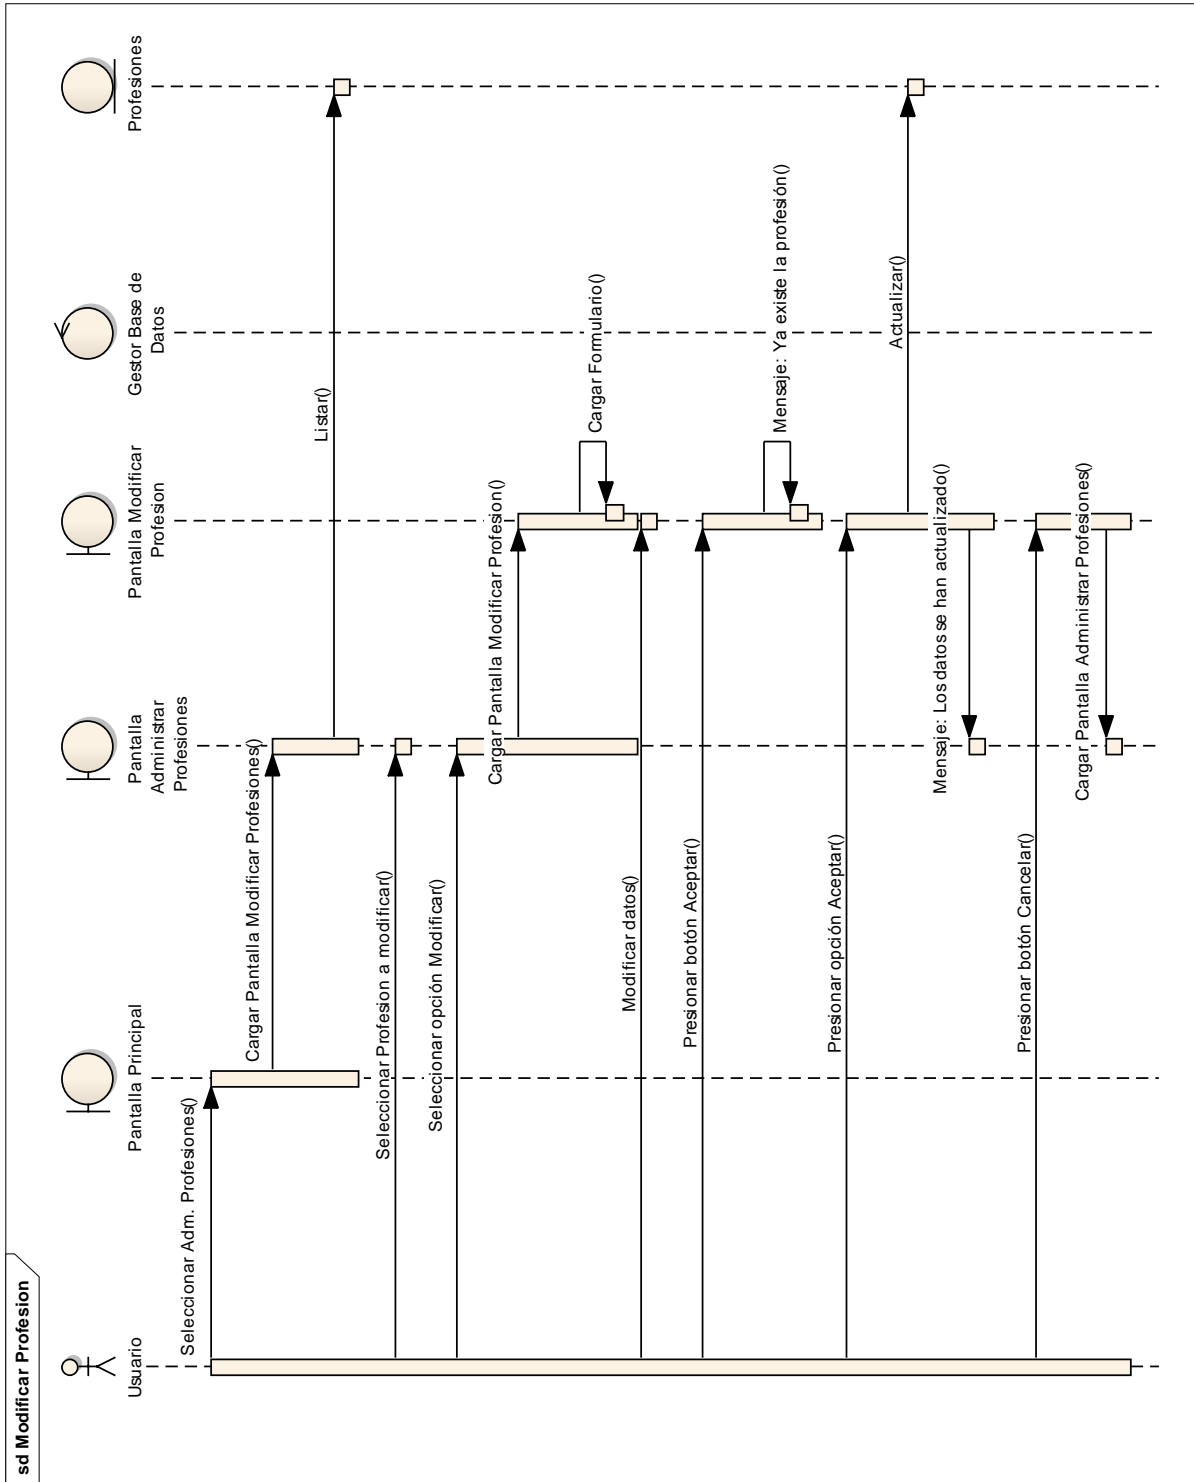 sd Modificar Profesion
Usuario
Pantalla Principal
Pantalla
Administrar
Profesiones
Pantalla Modificar
Profesion
Gestor Base de
Datos
Profesiones
Seleccionar Adm. Profesiones()
Cargar Pantalla Modificar Profesiones()
Listar()
Seleccionar Profesion a modificar()
Seleccionar opción Modificar()
Cargar Pantalla Modificar Profesion()
Cargar Formulario()
Modificar datos()
Presionar botón Aceptar()
Mensaje: Ya existe la profesión()
Presionar opción Aceptar()
Actualizar()
Mensaje: Los datos se han actualizado()
Presionar botón Cancelar()
Cargar Pantalla Administrar Profesiones()